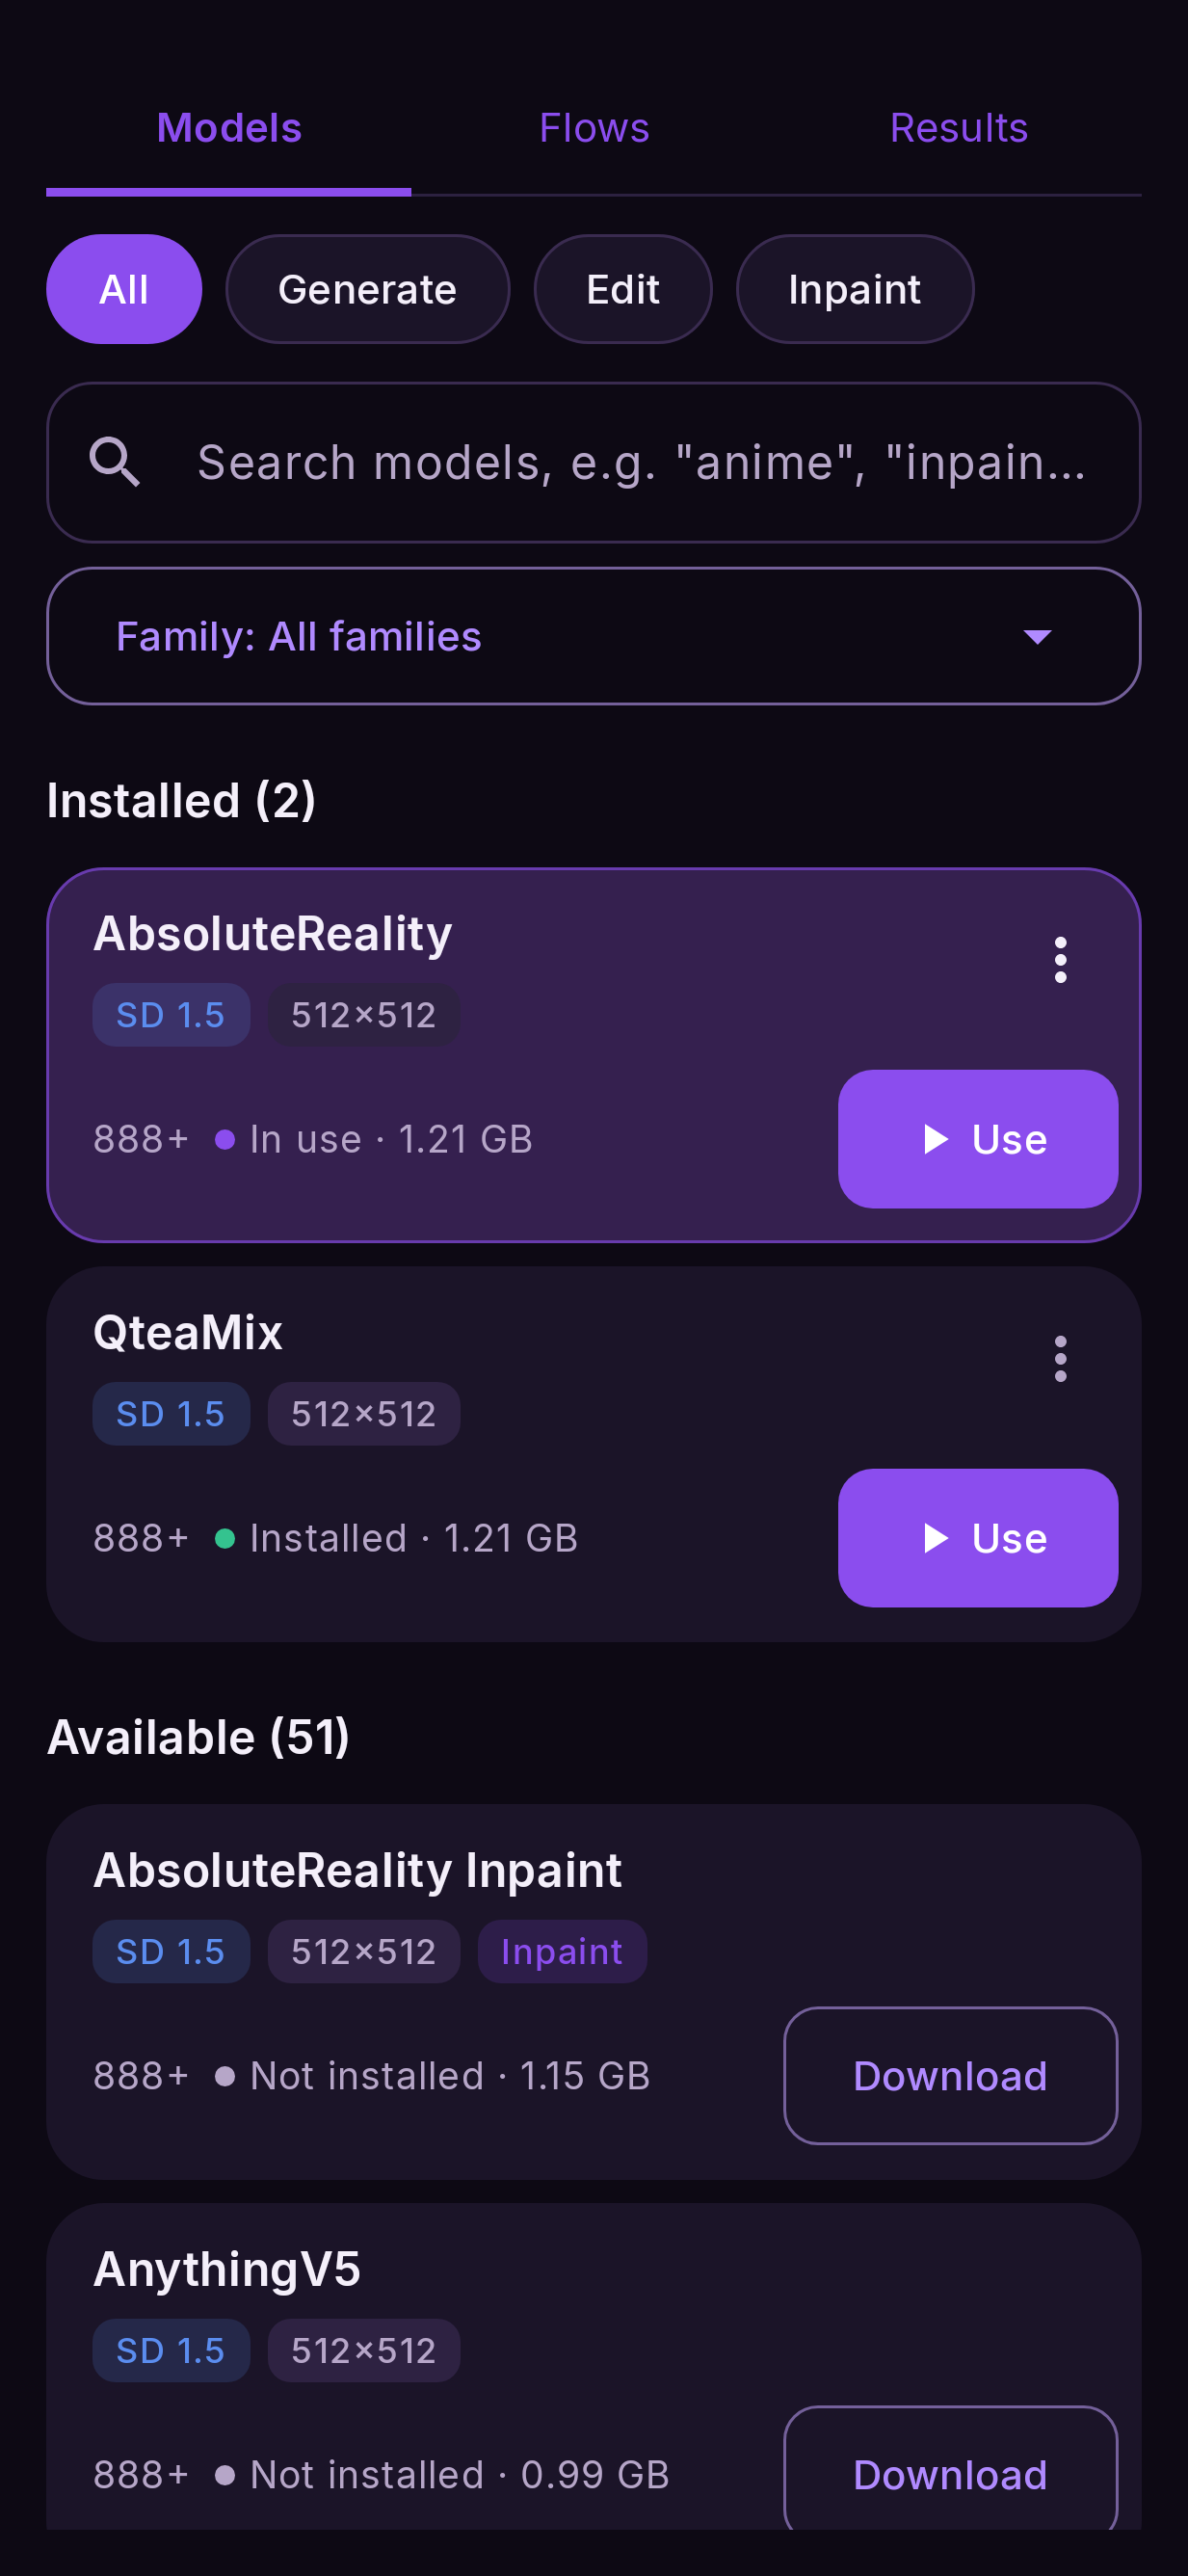 Models Flows Results
All Generate Edit Inpaint
Search models, e.g. "anime", "inpain...
Family: All families
Installed (2)
AbsoluteReality
SD 1.5 512×512
888+ In use · 1.21 GB Use
QteaMix
SD 1.5 512×512
888+ Installed · 1.21 GB Use
Available (51)
AbsoluteReality Inpaint
SD 1.5 512×512 Inpaint
888+ Not installed · 1.15 GB Download
AnythingV5
SD 1.5 512×512
888+ Not installed · 0.99 GB Download